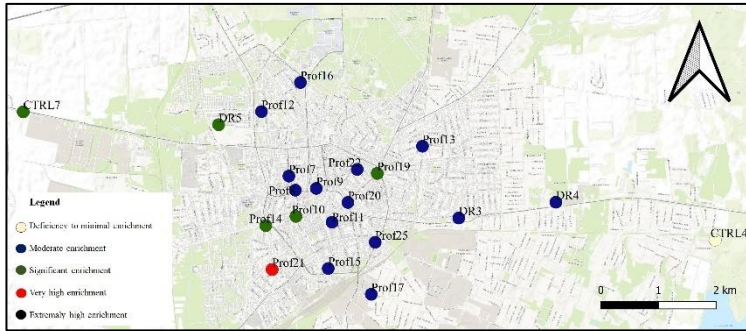 Prof16
CTRL7
Prof12
DR5
Prof13
Prof22
Prof19
Prof7
Prof9
Prof20
DR4
Prof10
Prof14
Prof11
DR3
Prof25
CTRL4
Prof21
Prof15
Prof17
Legend
Deficiency to minimal enrichment
Moderate enrichment
Significant enrichment
Very high enrichment
Extremaly high enrichment
0 1 2 km